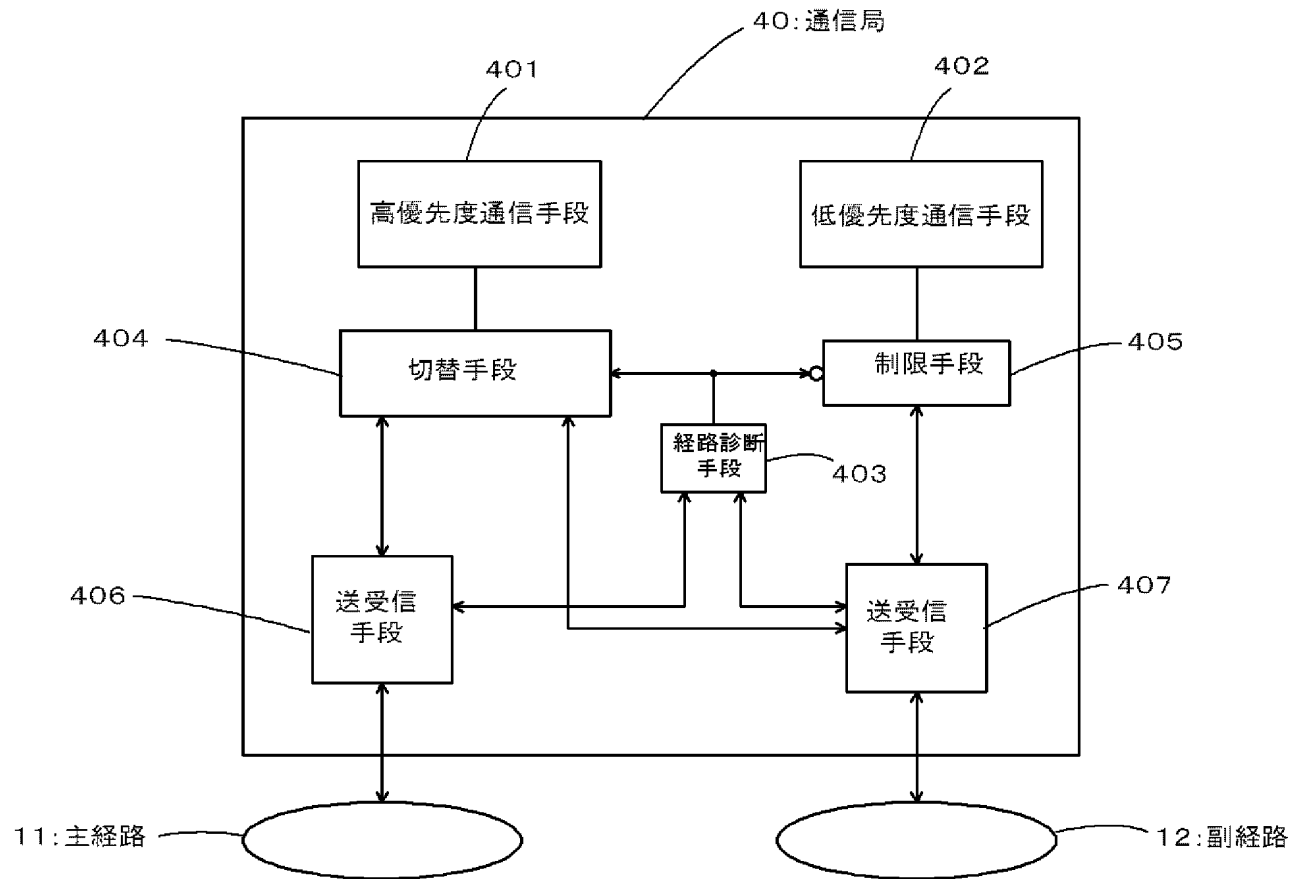 40:通信局
401
402
高優先度通信手段
低優先度通信手段
404
切替手段
制限手段
405
経路診断
手段
403
406
送受信
手段
送受信
手段
407
11:主経路
12:副経路